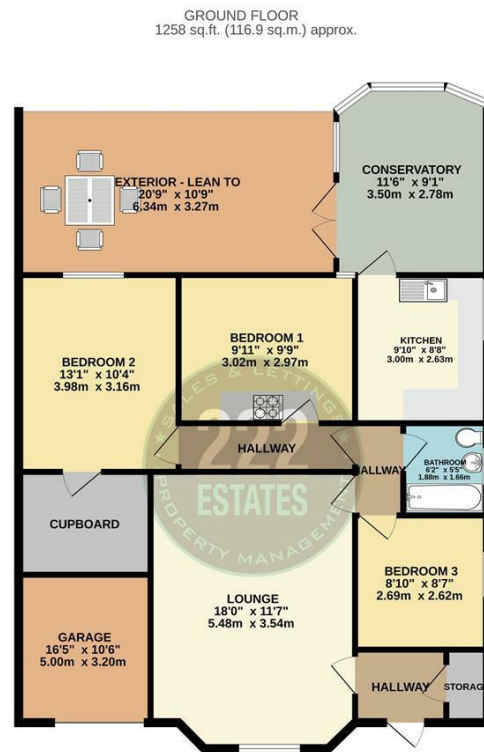 GROUND FLOOR
1258 sq.ft. (116.9 sq.m.) approx.
EXTERIOR - LEAN TO
20'9" x 10'9"
6.34m x 3.27m
CONSERVATORY
11'6" x 9'1"
3.50m x 2.78m
BEDROOM 2
13'1" x 10'4"
3.98m x 3.16m
BEDROOM 1
9'11" x 9'9"
3.02m x 2.97m
KITCHEN
9'10" x 8'8"
3.00m x 2.63m
HALLWAY
HALLWAY
BATHROOM
6'2" x 5'5"
1.88m x 1.66m
SALES & LETTINGS
222
ESTATES
PROPERTY MANAGEMENT
CUPBOARD
BEDROOM 3
8'10" x 8'7"
2.69m x 2.62m
LOUNGE
18'0" x 11'7"
5.48m x 3.54m
GARAGE
16'5" x 10'6"
5.00m x 3.20m
HALLWAY
STORAG